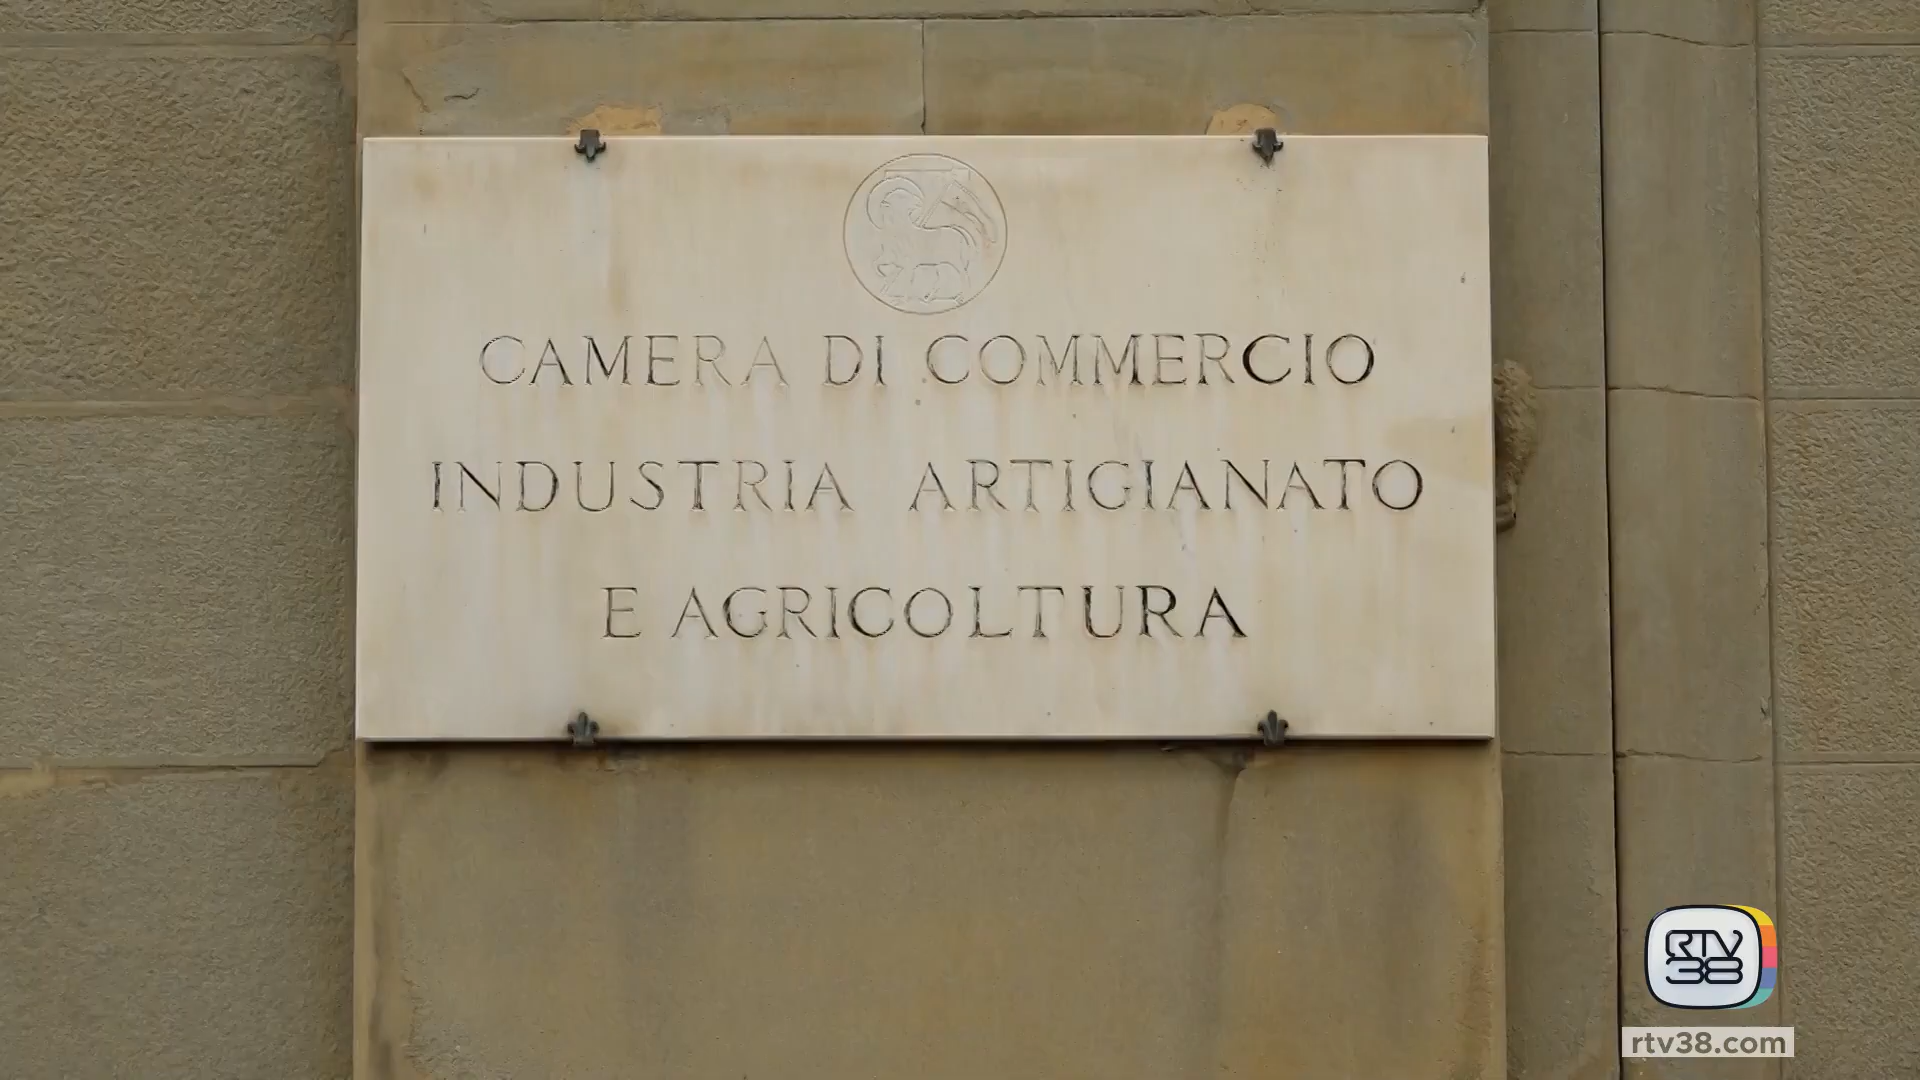 CAMERA DI COMMERCIO
INDUSTRIA ARTIGIANATO
E AGRICOLTURA
RTV
38
rtv38.com